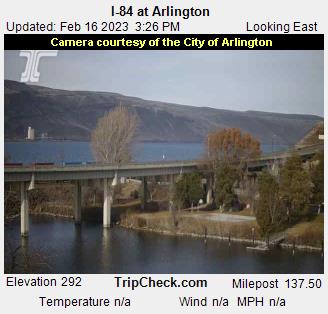 I-84 at Arlington
Updated: Feb 16 2023 3:26 PM Looking East
Camera courtesy of the City of Arlington
Elevation 292 TripCheck.com Milepost 137.50
Temperature n/a Wind n/a MPH n/a